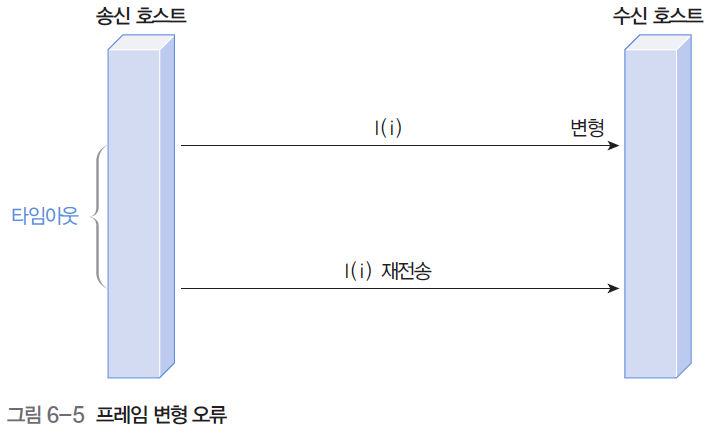 송신 호스트
수신 호스트
I(i)
변형
타임아웃
I(i) 재전송
그림 6-5 프레임 변형 오류